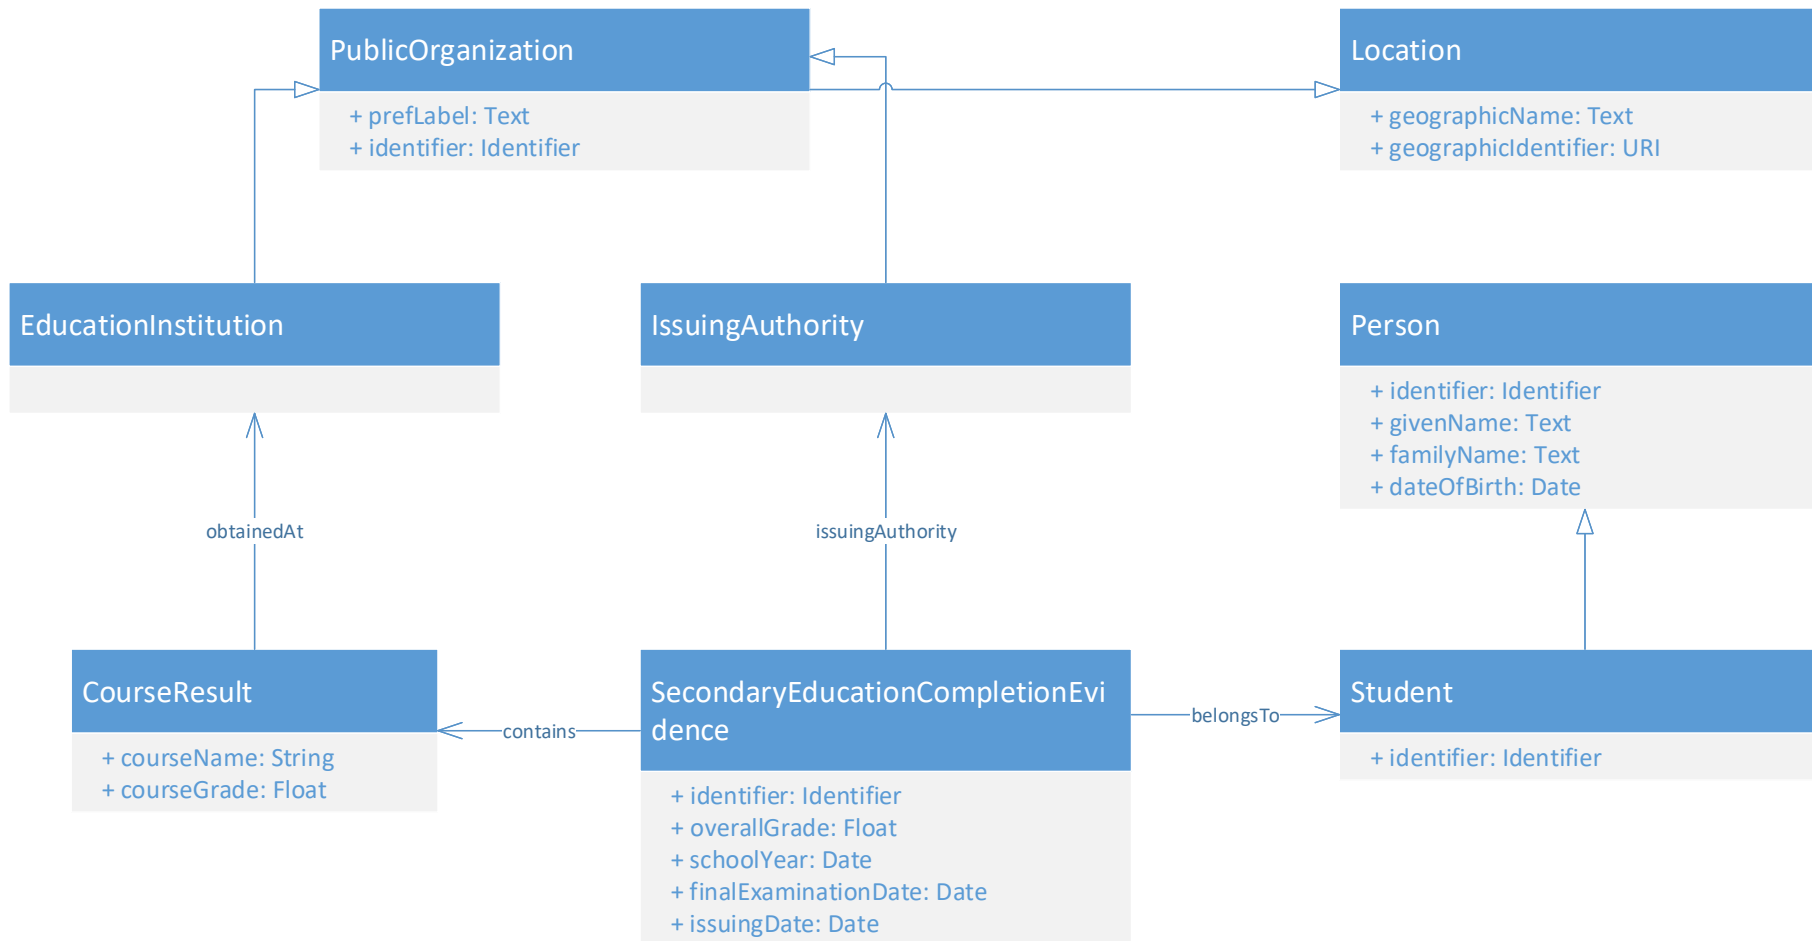 PublicOrganization
+ prefLabel: Text
+ identifier: Identifier
Location
+ geographicName: Text
+ geographicIdentifier: URI
EducationInstitution
IssuingAuthority
Person
+ identifier: Identifier
+ givenName: Text
+ familyName: Text
+ dateOfBirth: Date
obtainedAt
issuingAuthority
CourseResult
+ courseName: String
+ courseGrade: Float
contains
SecondaryEducationCompletionEvi
dence
+ identifier: Identifier
+ overallGrade: Float
+ schoolYear: Date
+ finalExaminationDate: Date
+ issuingDate: Date
belongsTo
Student
+ identifier: Identifier